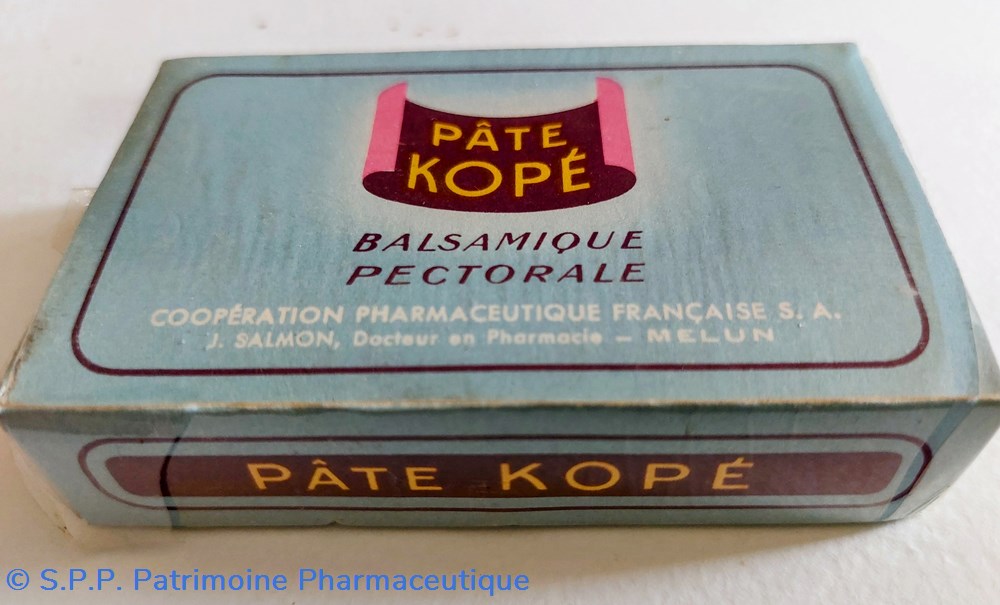 PÂTE
KOPÉ
BALSAMIQUE
PECTORALE
COOPÉRATION PHARMACEUTIQUE FRANÇAISE S. A.
J. SALMON, Docteur en Pharmacie – MELUN
PÂTE KOPÉ
© S.P.P. Patrimoine Pharmaceutique